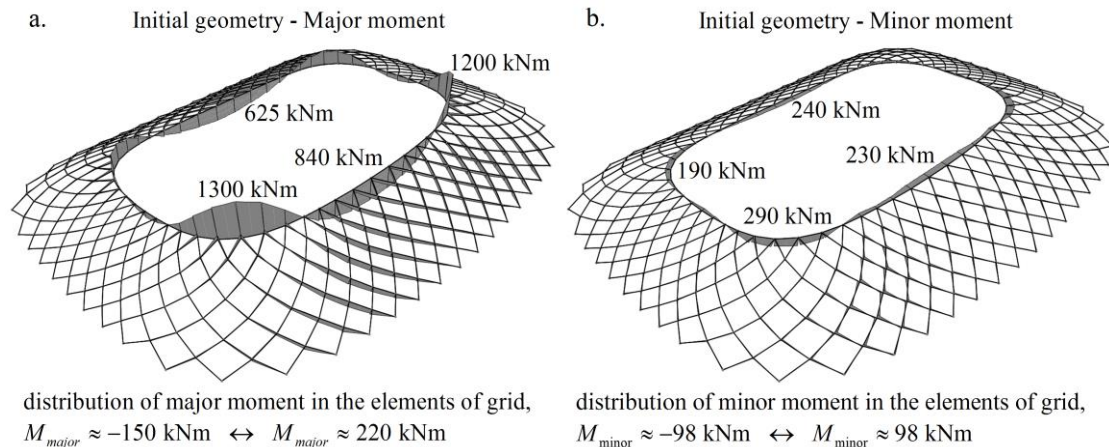 a.
Initial geometry - Major moment
1200 kNm
625 kNm
840 kNm
1300 kNm
distribution of major moment in the elements of grid,
M_major ≈ −150 kNm ↔ M_major ≈ 220 kNm
b.
Initial geometry - Minor moment
240 kNm
230 kNm
190 kNm
290 kNm
distribution of minor moment in the elements of grid,
M_minor ≈ −98 kNm ↔ M_minor ≈ 98 kNm